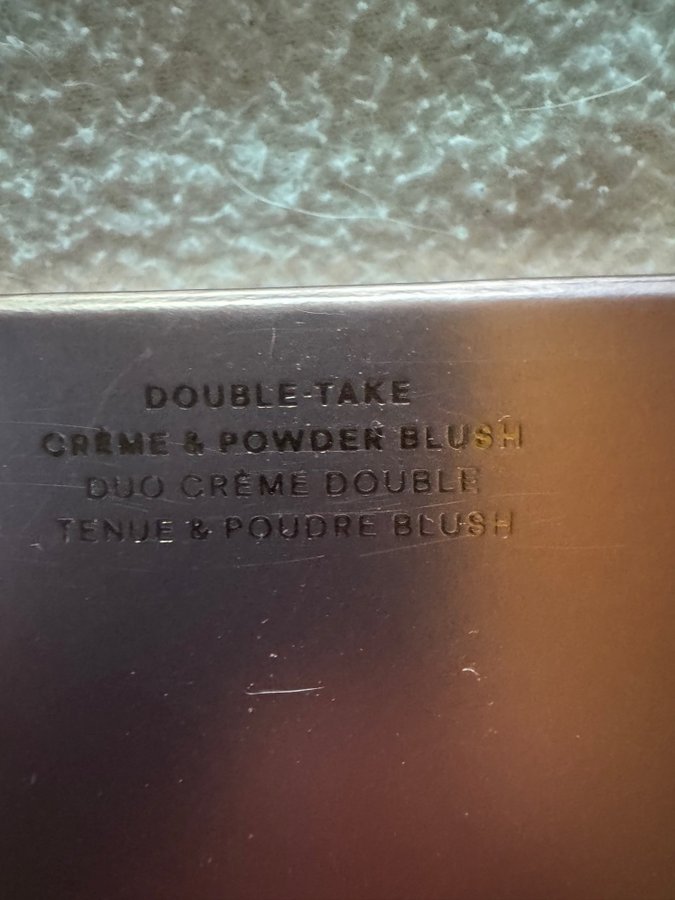 DOUBLE-TAKE
CRÈME & POWDER BLUSH
DUO CRÈME DOUBLE
TENUE & POUDRE BLUSH